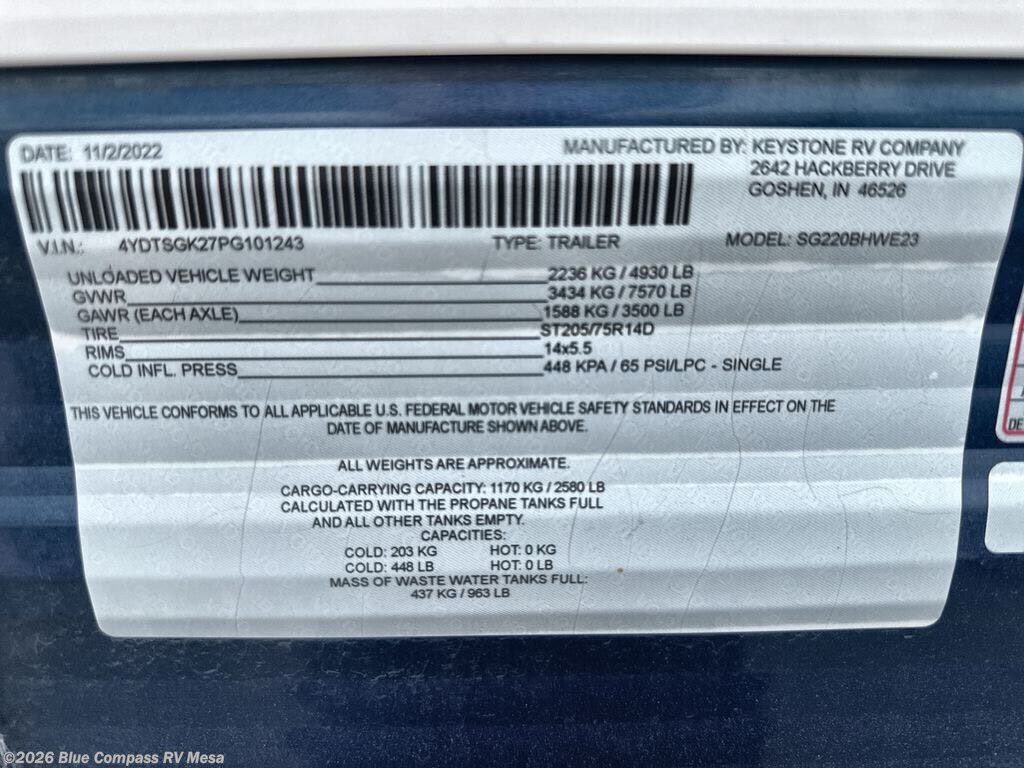 DATE: 11/2/2022
MANUFACTURED BY: KEYSTONE RV COMPANY
2642 HACKBERRY DRIVE
GOSHEN, IN 46526
V.I.N.: 4YDTSGK27PG101243 TYPE: TRAILER MODEL: SG220BHWE23
UNLOADED VEHICLE WEIGHT 2236 KG / 4930 LB
GVWR 3434 KG / 7570 LB
GAWR (EACH AXLE) 1588 KG / 3500 LB
TIRE ST205/75R14D
RIMS 14x5.5
COLD INFL. PRESS 448 KPA / 65 PSI/LPC - SINGLE
THIS VEHICLE CONFORMS TO ALL APPLICABLE U.S. FEDERAL MOTOR VEHICLE SAFETY STANDARDS IN EFFECT ON THE
DATE OF MANUFACTURE SHOWN ABOVE.
ALL WEIGHTS ARE APPROXIMATE.
CARGO-CARRYING CAPACITY: 1170 KG / 2580 LB
CALCULATED WITH THE PROPANE TANKS FULL
AND ALL OTHER TANKS EMPTY.
CAPACITIES:
COLD: 203 KG HOT: 0 KG
COLD: 448 LB HOT: 0 LB
MASS OF WASTE WATER TANKS FULL:
437 KG / 963 LB
DE
©2026 Blue Compass RV Mesa